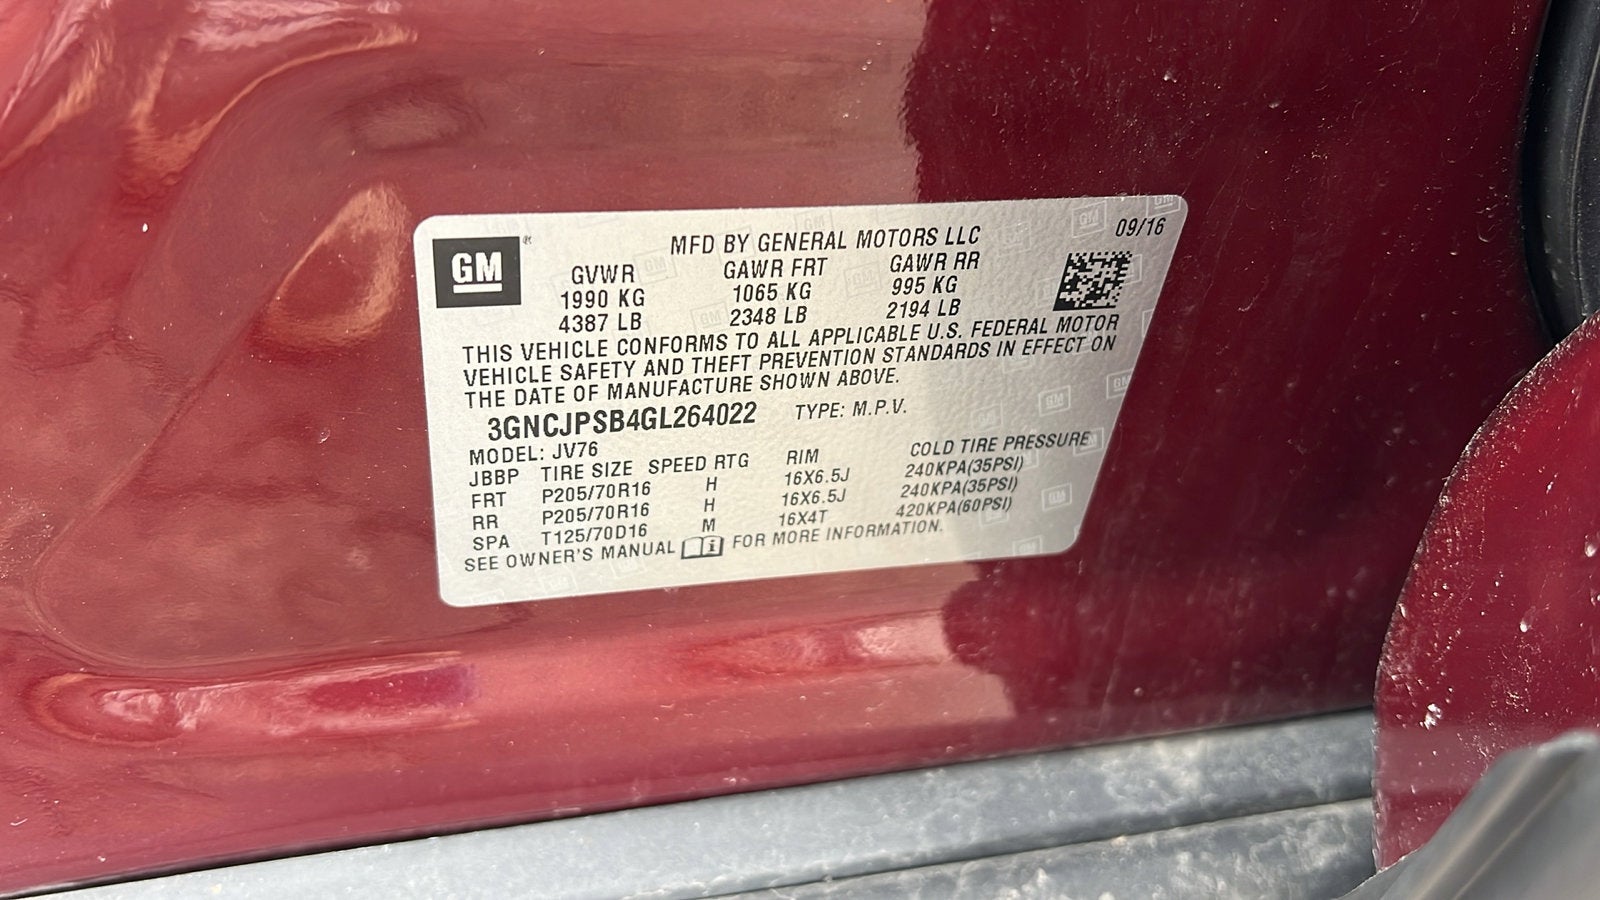 GM
MFD BY GENERAL MOTORS LLC 09/16
GVWR GAWR FRT GAWR RR
1990 KG 1065 KG 995 KG
4387 LB 2348 LB 2194 LB
THIS VEHICLE CONFORMS TO ALL APPLICABLE U.S. FEDERAL MOTOR
VEHICLE SAFETY AND THEFT PREVENTION STANDARDS IN EFFECT ON
THE DATE OF MANUFACTURE SHOWN ABOVE.
3GNCJPSB4GL264022 TYPE: M.P.V.
MODEL: JV76
JBBP TIRE SIZE SPEED RTG RIM COLD TIRE PRESSURE
FRT P205/70R16 H 16X6.5J 240KPA(35PSI)
RR P205/70R16 H 16X6.5J 240KPA(35PSI)
SPA T125/70D16 M 16X4T 420KPA(60PSI)
SEE OWNER'S MANUAL FOR MORE INFORMATION.